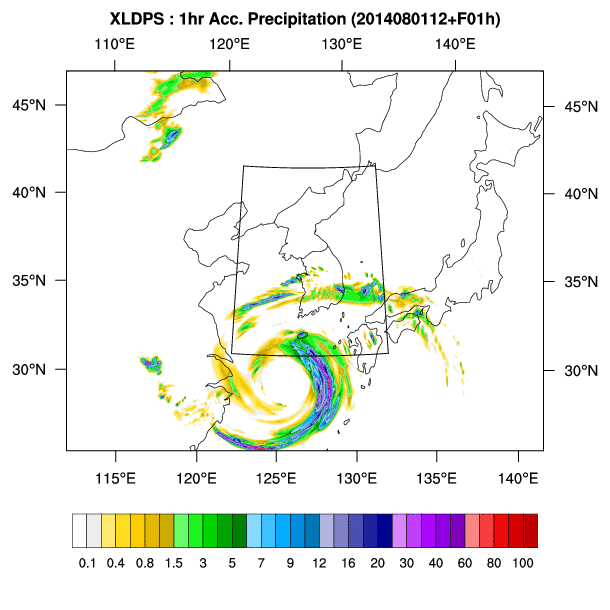 XLDPS : 1hr Acc. Precipitation (2014080112+F01h)
110°E 120°E 130°E 140°E
45°N 45°N
40°N 40°N
35°N 35°N
30°N 30°N
115°E 120°E 125°E 130°E 135°E 140°E
0.1 0.4 0.8 1.5 3 5 7 9 12 16 20 30 40 60 80 100